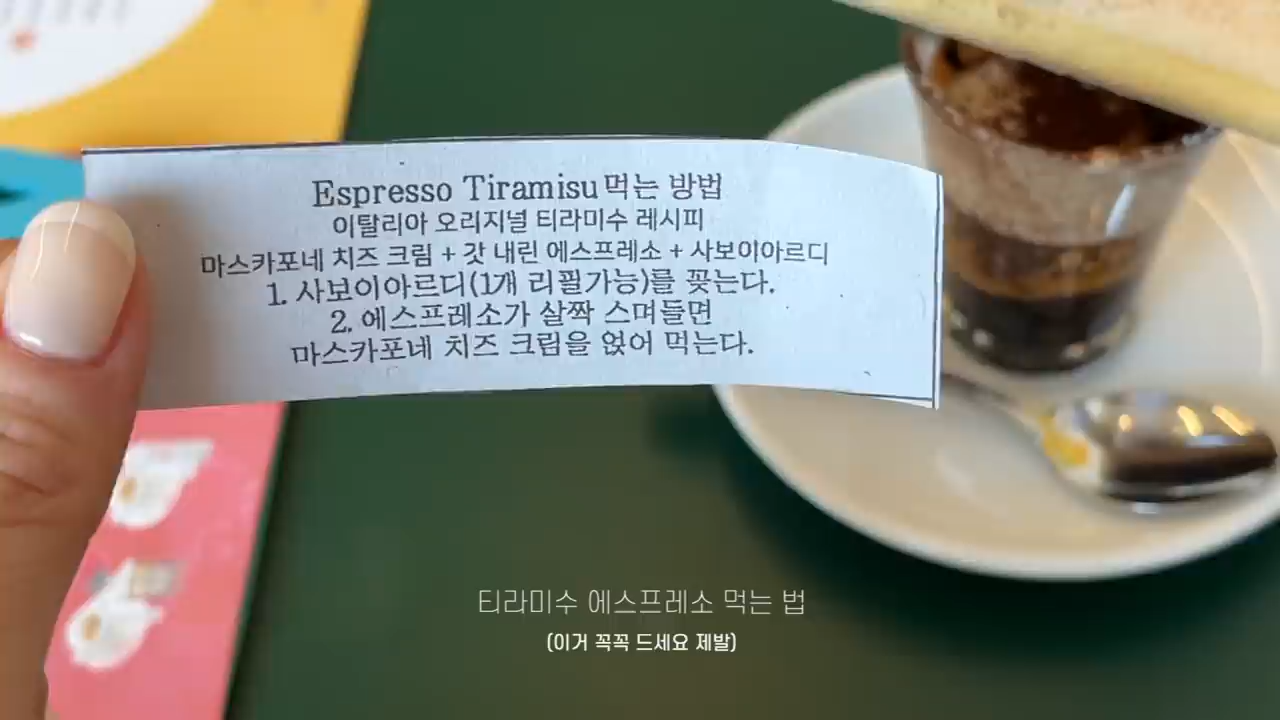 Espresso Tiramisu 먹는 방법
이탈리아 오리지널 티라미수 레시피
마스카포네 치즈 크림 + 갓 내린 에스프레소 + 사보이아르디
1. 사보이아르디(1개 리필가능)를 꽂는다.
2. 에스프레소가 살짝 스며들면
마스카포네 치즈 크림을 얹어 먹는다.
티라미수 에스프레소 먹는 법
(이거 꼭꼭 드세요 제발)